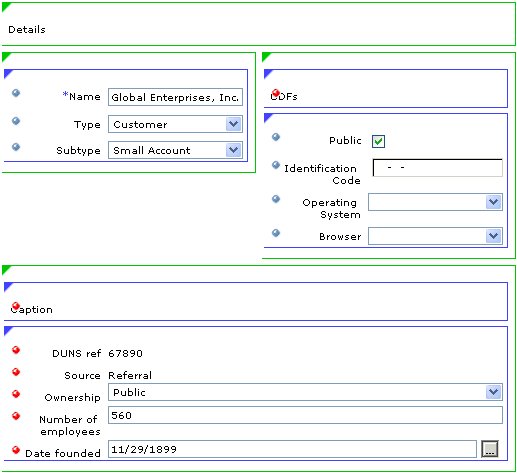 Details
*Name Global Enterprises, Inc.
Type Customer
Subtype Small Account
CDFs
Public
Identification
Code - -
Operating
System
Browser
Caption
DUNS ref 67890
Source Referral
Ownership Public
Number of
employees 560
Date founded 11/29/1899 ...